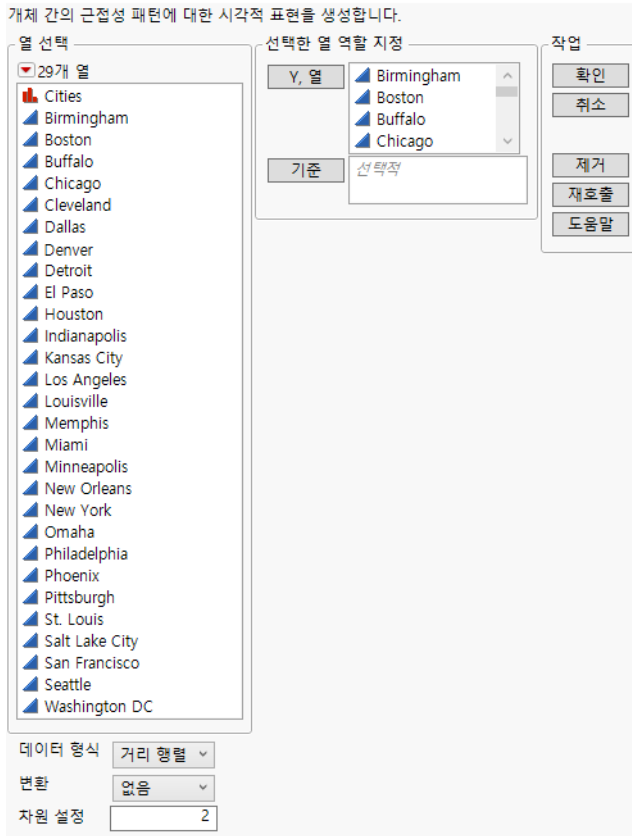 개체 간의 근접성 패턴에 대한 시각적 표현을 생성합니다.
열 선택
29개 열
Cities
Birmingham
Boston
Buffalo
Chicago
Cleveland
Dallas
Denver
Detroit
El Paso
Houston
Indianapolis
Kansas City
Los Angeles
Louisville
Memphis
Miami
Minneapolis
New Orleans
New York
Omaha
Philadelphia
Phoenix
Pittsburgh
St. Louis
Salt Lake City
San Francisco
Seattle
Washington DC
데이터 형식 거리 행렬
변환 없음
차원 설정 2
선택한 열 역할 지정
Y, 열
Birmingham
Boston
Buffalo
Chicago
기준 선택적
작업
확인
취소
제거
재호출
도움말